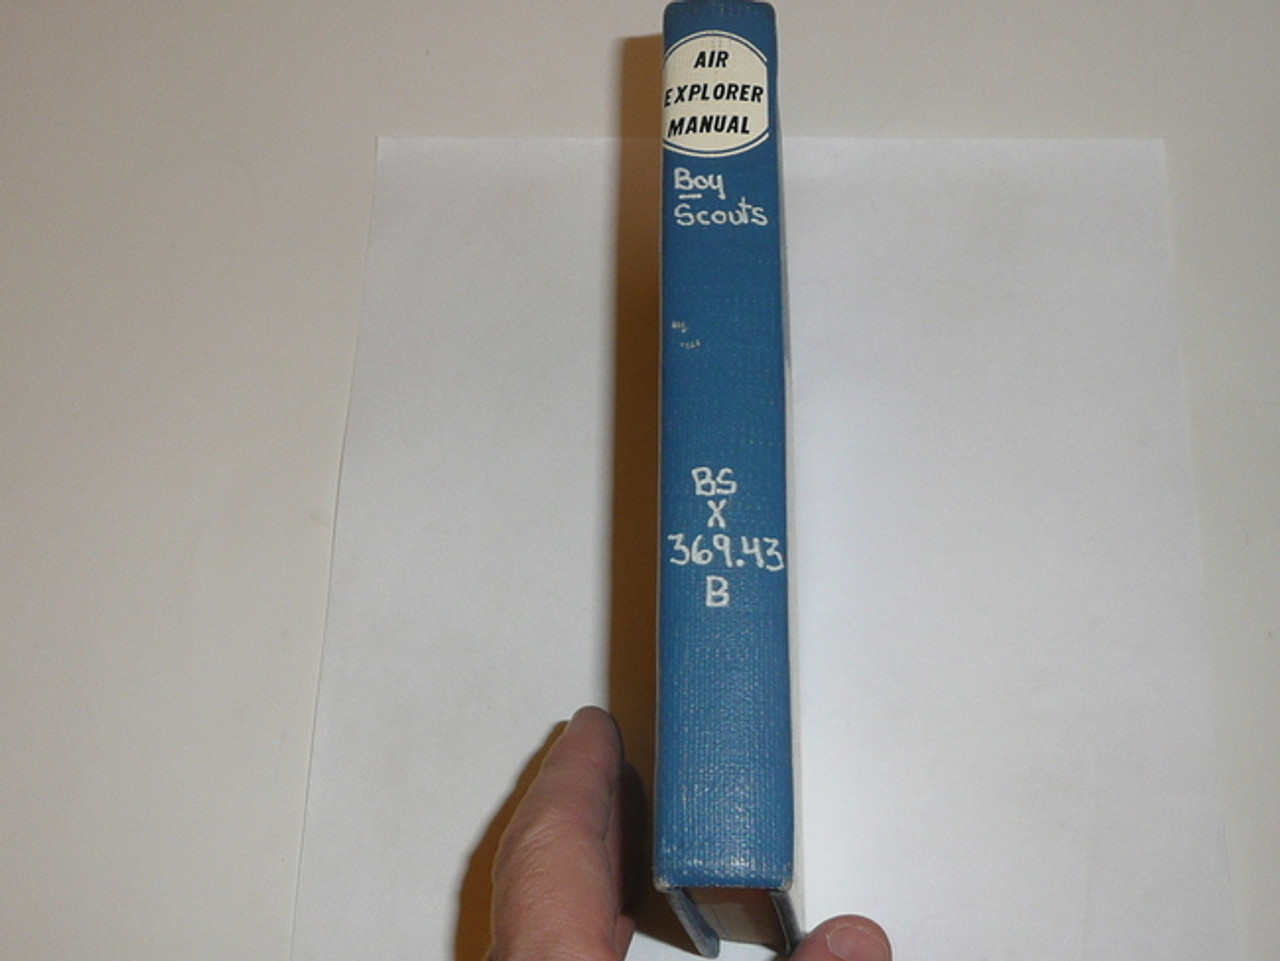 AIR
EXPLORER
MANUAL
Boy
Scouts
BS
X
369.43
B